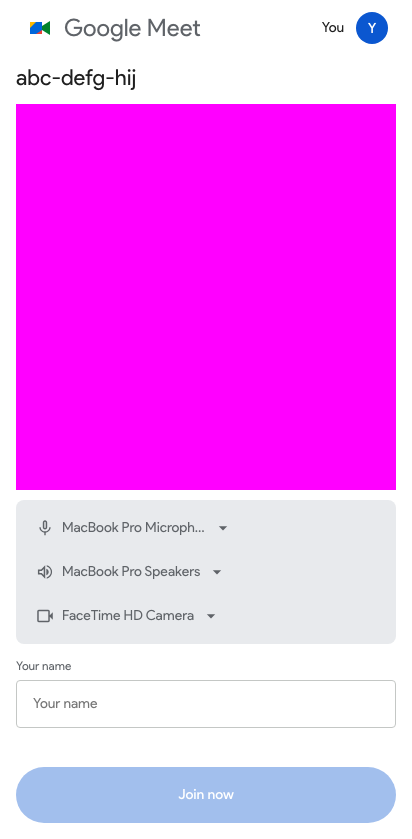 Google Meet
You
Y
abc-defg-hij
MacBook Pro Microph...
MacBook Pro Speakers
FaceTime HD Camera
Your name
Your name
Join now